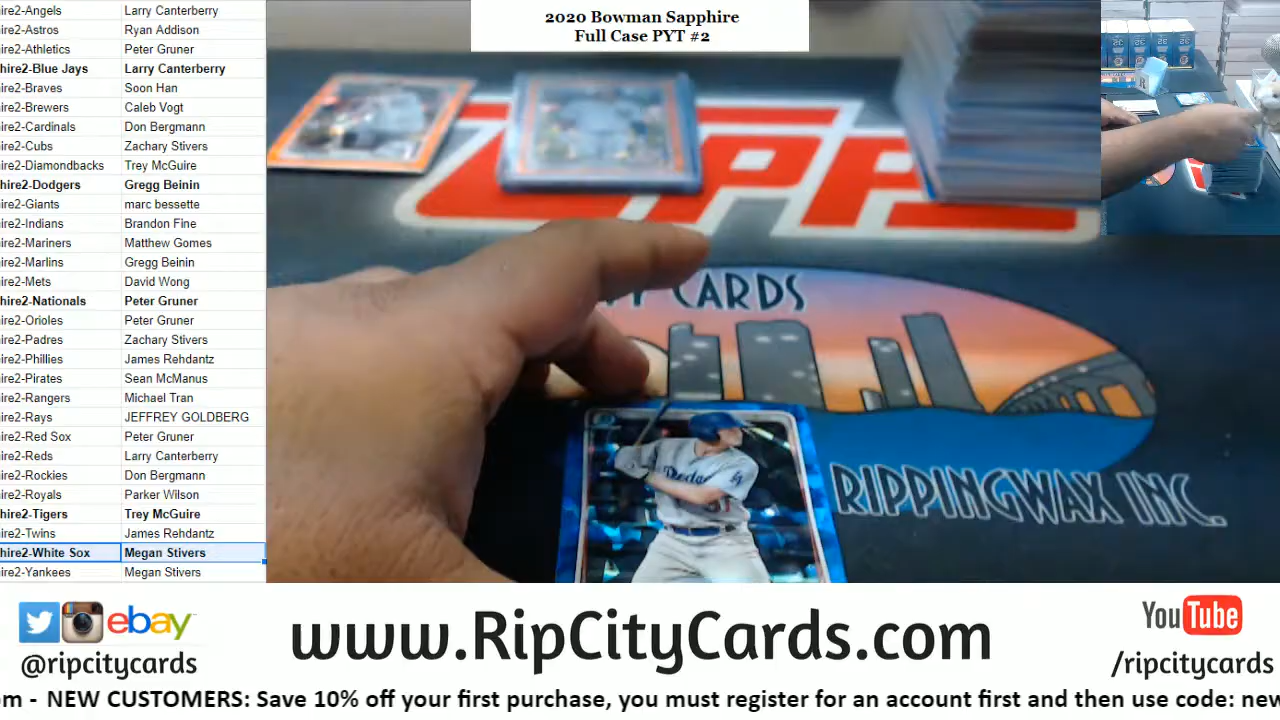 ire2-Angels Larry Canterberry
ire2-Astros Ryan Addison
ire2-Athletics Peter Gruner
hire2-Blue Jays Larry Canterberry
ire2-Braves Soon Han
ire2-Brewers Caleb Vogt
ire2-Cardinals Don Bergmann
ire2-Cubs Zachary Stivers
ire2-Diamondbacks Trey McGuire
hire2-Dodgers Gregg Beinin
ire2-Giants marc bessette
ire2-Indians Brandon Fine
ire2-Mariners Matthew Gomes
ire2-Marlins Gregg Beinin
ire2-Mets David Wong
hire2-Nationals Peter Gruner
ire2-Orioles Peter Gruner
ire2-Padres Zachary Stivers
ire2-Phillies James Rehdantz
ire2-Pirates Sean McManus
ire2-Rangers Michael Tran
ire2-Rays JEFFREY GOLDBERG
ire2-Red Sox Peter Gruner
ire2-Reds Larry Canterberry
ire2-Rockies Don Bergmann
ire2-Royals Parker Wilson
hire2-Tigers Trey McGuire
ire2-Twins James Rehdantz
hire2-White Sox Megan Stivers
ire2-Yankees Megan Stivers
2020 Bowman Sapphire
Full Case PYT #2
TOPPS
CARDS
Dodgers
RIPPINGWAX INC.
ebay
@ripcitycards
www.RipCityCards.com
YouTube
/ripcitycards
om - NEW CUSTOMERS: Save 10% off your first purchase, you must register for an account first and then use code: new